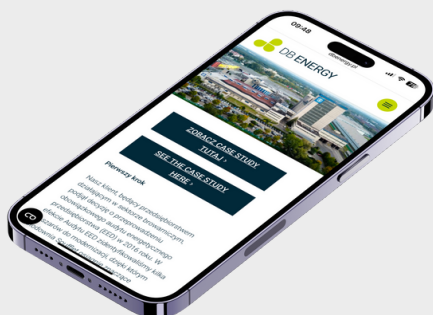 09:48
dbenergy.pl
DB ENERGY
ZOBACZ CASE STUDY
TUTAJ ›
SEE THE CASE STUDY
HERE ›
Pierwszy krok
Nasz klient, będący przedsiębiorstwem
działającym w sektorze browarniczym,
podjął decyzję o przeprowadzeniu
obowiązkowego audytu energetycznego
przedsiębiorstwa (EED) w 2016 roku. W
efekcie Audytu EED zidentyfikowaliśmy kilka
obszarów do modernizacji, dzięki którym